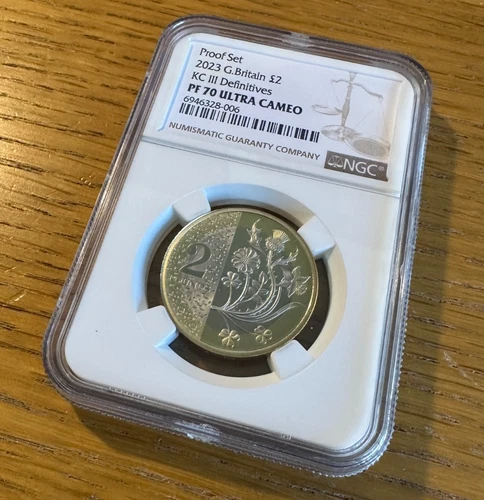 Proof Set
2023 G.Britain £2
KC III Definitives
PF 70 ULTRA CAMEO
6946328-006
NUMISMATIC GUARANTY COMPANY
NGC
2